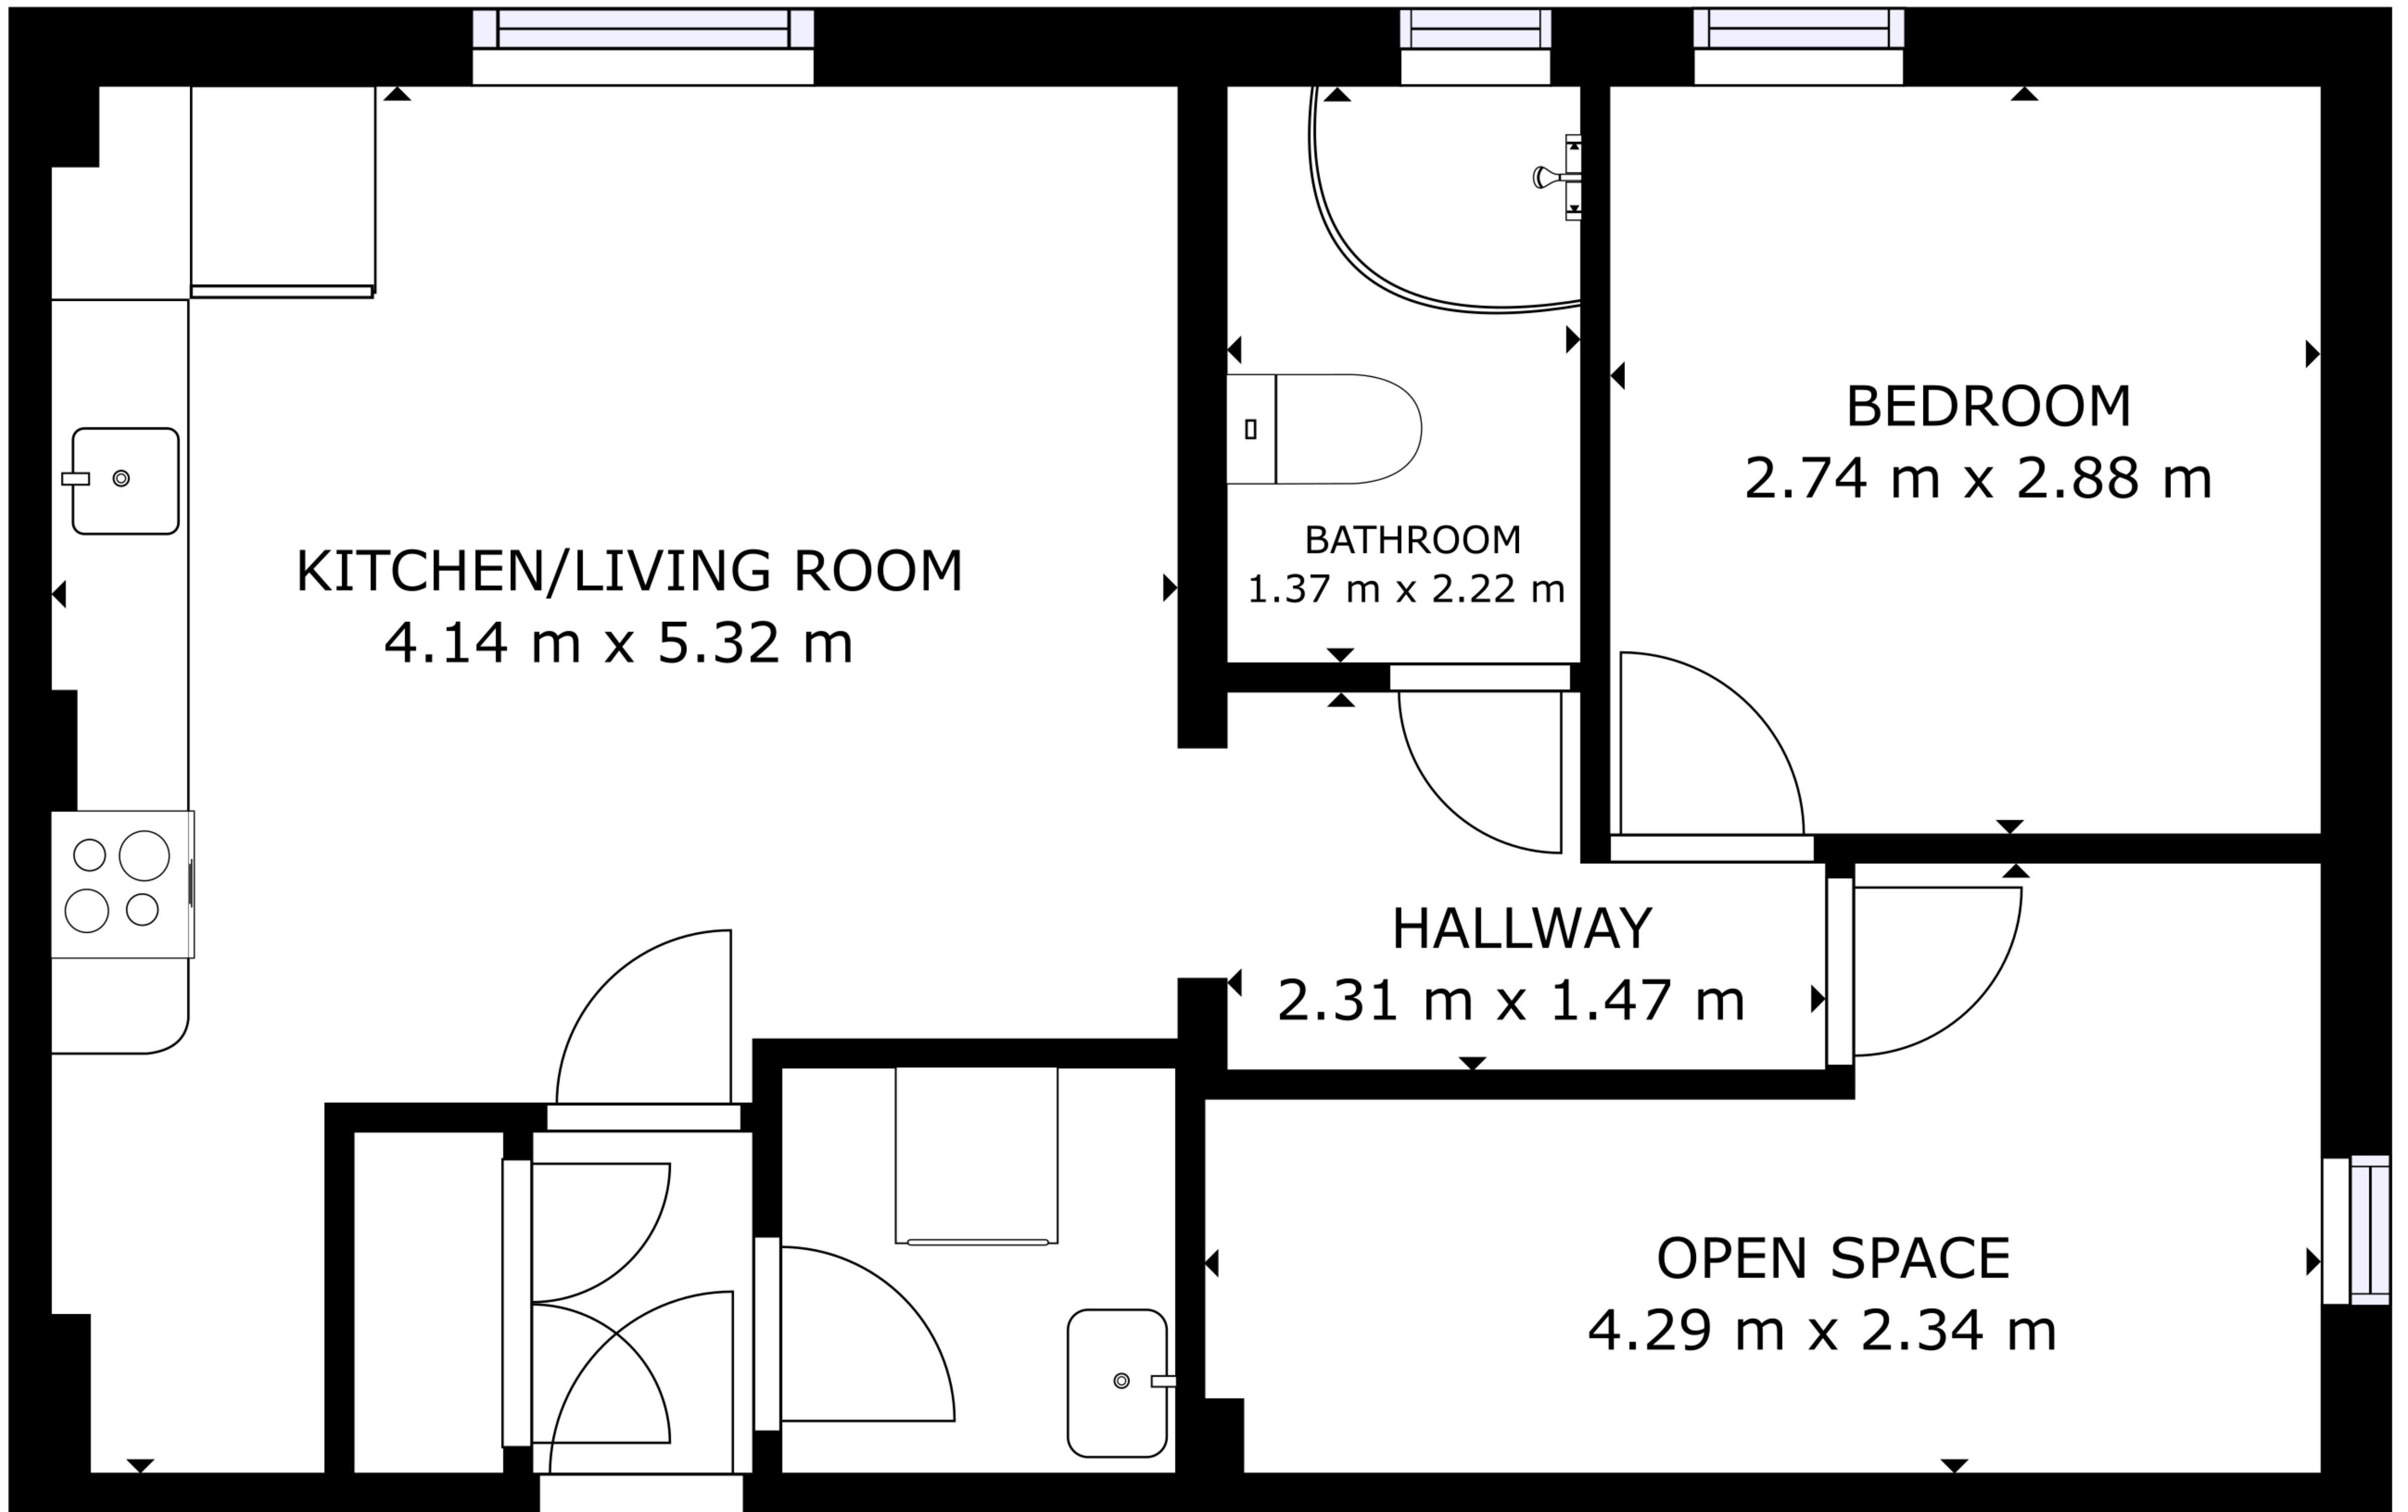 KITCHEN/LIVING ROOM
4.14 m x 5.32 m
BATHROOM
1.37 m x 2.22 m
BEDROOM
2.74 m x 2.88 m
HALLWAY
2.31 m x 1.47 m
OPEN SPACE
4.29 m x 2.34 m